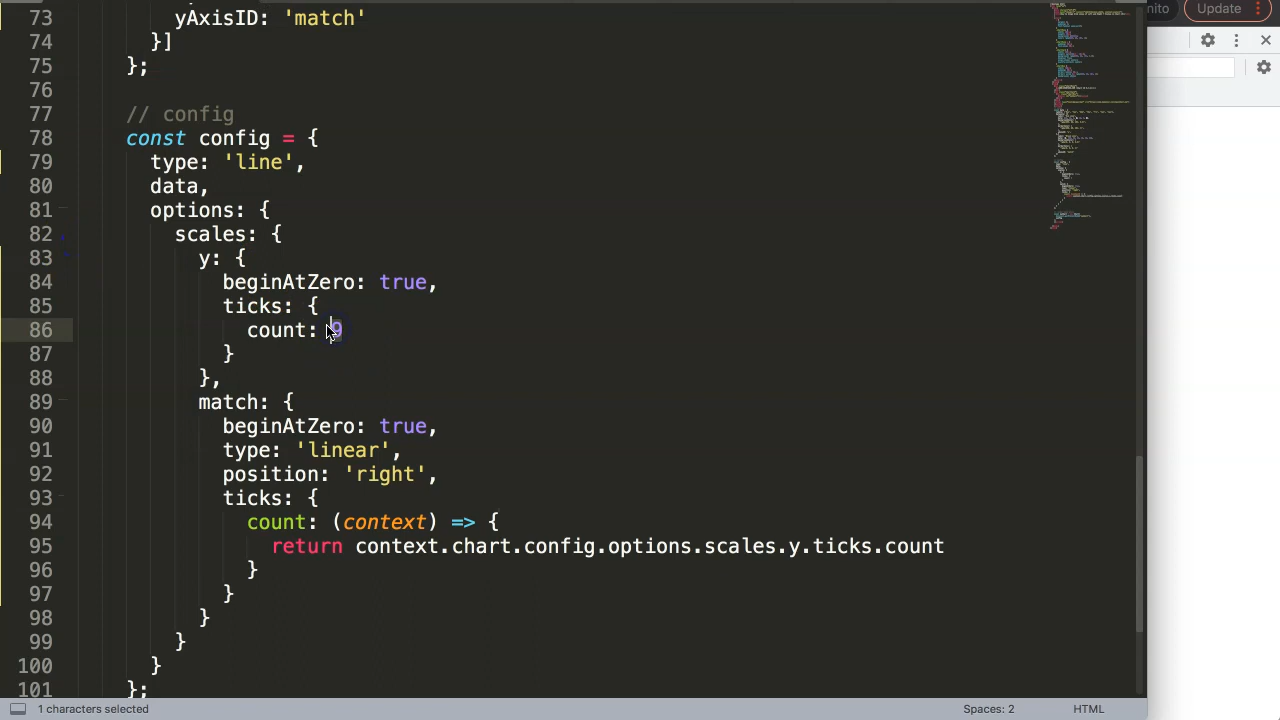 Update
73 yAxisID: 'match'
74 }]
75 };
76
77 // config
78 const config = {
79 type: 'line',
80 data,
81 options: {
82 scales: {
83 y: {
84 beginAtZero: true,
85 ticks: {
86 count: 9
87 }
88 },
89 match: {
90 beginAtZero: true,
91 type: 'linear',
92 position: 'right',
93 ticks: {
94 count: (context) => {
95 return context.chart.config.options.scales.y.ticks.count
96 }
97 }
98 }
99 }
100 }
101 };
1 characters selected Spaces: 2 HTML